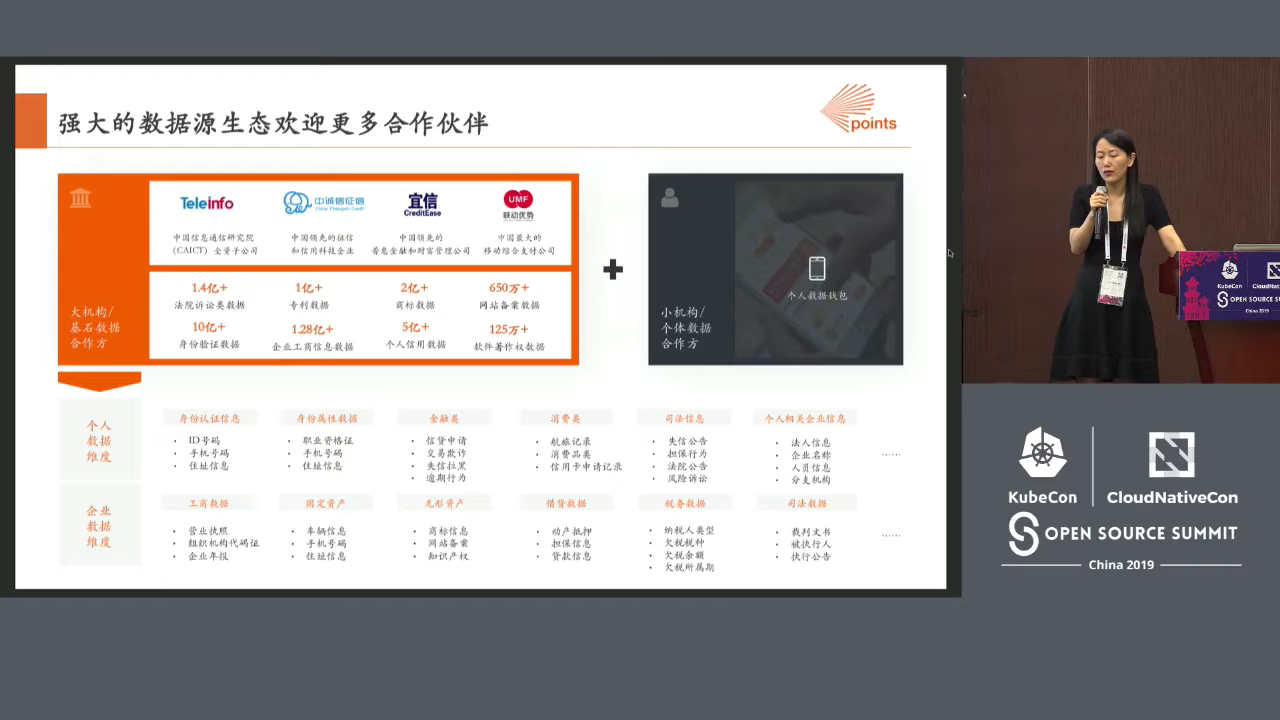 强大的数据源生态欢迎更多合作伙伴
points
Teleinfo
中国信息通信研究院
（CAICT）全资子公司
中诚信征信
China Chengxin Credit
中国领先的征信
和信用科技企业
宜信
CreditEase
中国领先的
普惠金融和财富管理公司
UMF
联动优势
中国最大的
移动综合支付公司
大机构/
基石数据
合作方
1.4亿+
法院诉讼类数据
1亿+
专利数据
2亿+
商标数据
650万+
网站备案数据
10亿+
身份验证数据
1.28亿+
企业工商信息数据
5亿+
个人信用数据
125万+
软件著作权数据
+
小机构/
个体数据
合作方
个人数据钱包
个人
数据
维度
身份认证信息
• ID号码
• 手机号码
• 住址信息
身份属性数据
• 职业资格证
• 手机号码
• 住址信息
金融类
• 信贷申请
• 交易欺诈
• 失信拉黑
• 逾期行为
消费类
• 航旅记录
• 消费品类
• 信用卡申请记录
司法信息
• 失信公告
• 担保行为
• 法院公告
• 风险诉讼
个人相关企业信息
• 法人信息
• 企业名称
• 人员信息
• 分支机构
……
企业
数据
维度
工商数据
• 营业执照
• 组织机构代码证
• 企业年报
固定资产
• 车辆信息
• 手机号码
• 住址信息
无形资产
• 商标信息
• 网站备案
• 知识产权
借贷数据
• 动产抵押
• 担保信息
• 贷款信息
税务数据
• 纳税人类型
• 欠税税种
• 欠税余额
• 欠税所属期
司法数据
• 裁判文书
• 被执行人
• 执行公告
……
KubeCon
CloudNat
OPEN SOURCE S
China 2019
KubeCon
CloudNativeCon
OPEN SOURCE SUMMIT
China 2019